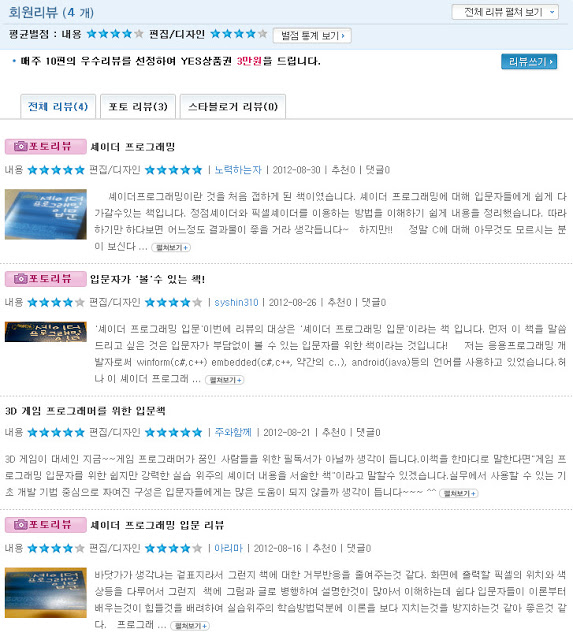 회원리뷰 (4 개) 전체 리뷰 펼쳐 보기
평균별점 : 내용 ★★★★☆ 편집/디자인 ★★★★☆ 별점 통계 보기
• 매주 10편의 우수리뷰를 선정하여 YES상품권 3만원을 드립니다. 리뷰쓰기
전체 리뷰(4) 포토 리뷰(3) 스타블로거 리뷰(0)
포토리뷰 셰이더 프로그래밍
내용 ★★★★★ 편집/디자인 ★★★★★ | 노력하는자 | 2012-08-30 | 추천0 | 댓글0
셰이더프로그래밍이란 것을 처음 접하게 된 책이였습니다. 셰이더 프로그래밍에 대해 입문자들에게 쉽게 다
가갈수있는 책입니다. 정점셰이더와 픽셀셰이더를 이용하는 방법을 이해하기 쉽게 내용을 정리했습니다. 따라
하기만 하다보면 어느정도 결과물이 좋을 거라 생각듭니다~ 하지만!! 정말 C에 대해 아무것도 모르시는 분
이 보신다 ... 펼쳐보기+
포토리뷰 입문자가 '볼'수 있는 책!
내용 ★★★★☆ 편집/디자인 ★★★★☆ | syshin310 | 2012-08-26 | 추천0 | 댓글0
'셰이더 프로그래밍 입문'이번에 리뷰의 대상은 '셰이더 프로그래밍 입문'이라는 책 입니다. 먼저 이 책을 말씀
드리고 싶은 것은 입문자가 부담없이 볼 수 있는 입문자를 위한 책이라는 것입니다! 저는 응용프로그래밍 개
발자로써 winform(c#,c++) embedded(c#,c++, 약간의 c..), android(java)등의 언어를 사용하고 있었습니다.허
나 이 셰이더 프로그래 ... 펼쳐보기+
3D 게임 프로그래머를 위한 입문책
내용 ★★★★★ 편집/디자인 ★★★★★ | 주와함께 | 2012-08-21 | 추천0 | 댓글0
3D 게임이 대세인 지금~~게임 프로그래머가 꿈인 사람들을 위한 필독서가 아닐까 생각이 듭니다.이책을 한마디로 말한다면"게임 프
로그래밍 입문자를 위한 쉽지만 강력한 실습 위주의 셰이더 내용을 서술한 책"이라고 말할수 있겠습니다.실무에서 사용할 수 있는 기
초 개발 기법 중심으로 짜여진 구성은 입문자들에게는 많은 도움이 되지 않을까 생각이 듭니다~~~ ^^ 펼쳐보기+
포토리뷰 셰이더 프로그래밍 입문 리뷰
내용 ★★★★☆ 편집/디자인 ★★★★☆ | 아리마 | 2012-08-16 | 추천0 | 댓글0
바닷가가 생각나는 겉표지라서 그런지 책에 대한 거부반응을 줄여주는것 같다. 화면에 출력할 픽셀의 위치와 색
상등을 다루어서 그런지 책에 그림과 글로 병행하여 설명한것이 많아서 이해하는데 쉽다 입문자들이 이론부터
배우는것이 힘들것을 배려하여 실습위주의 학습방법덕분에 이론을 보다 지치는것을 방지하는것 같아 좋은것 같
다. 프로그래 ... 펼쳐보기+